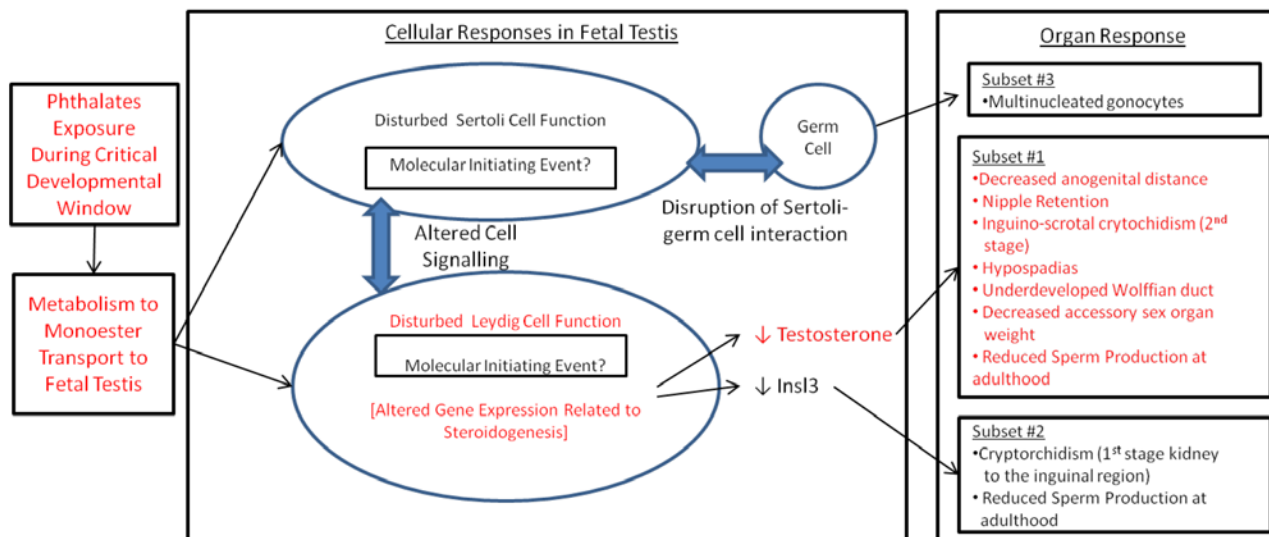 Phthalates
Exposure
During Critical
Developmental
Window
Metabolism to
Monoester
Transport to
Fetal Testis
Cellular Responses in Fetal Testis
Disturbed Sertoli Cell Function
Molecular Initiating Event?
Germ
Cell
Disruption of Sertoli-
germ cell interaction
Altered Cell
Signalling
Disturbed Leydig Cell Function
Molecular Initiating Event?
[Altered Gene Expression Related to
Steroidogenesis]
↓ Testosterone
↓ Insl3
Organ Response
Subset #3
•Multinucleated gonocytes
Subset #1
•Decreased anogenital distance
•Nipple Retention
•Inguino-scrotal crytochidism (2nd
stage)
•Hypospadias
•Underdeveloped Wolffian duct
• Decreased accessory sex organ
weight
• Reduced Sperm Production at
adulthood
Subset #2
•Cryptorchidism (1st stage kidney
to the inguinal region)
• Reduced Sperm Production at
adulthood